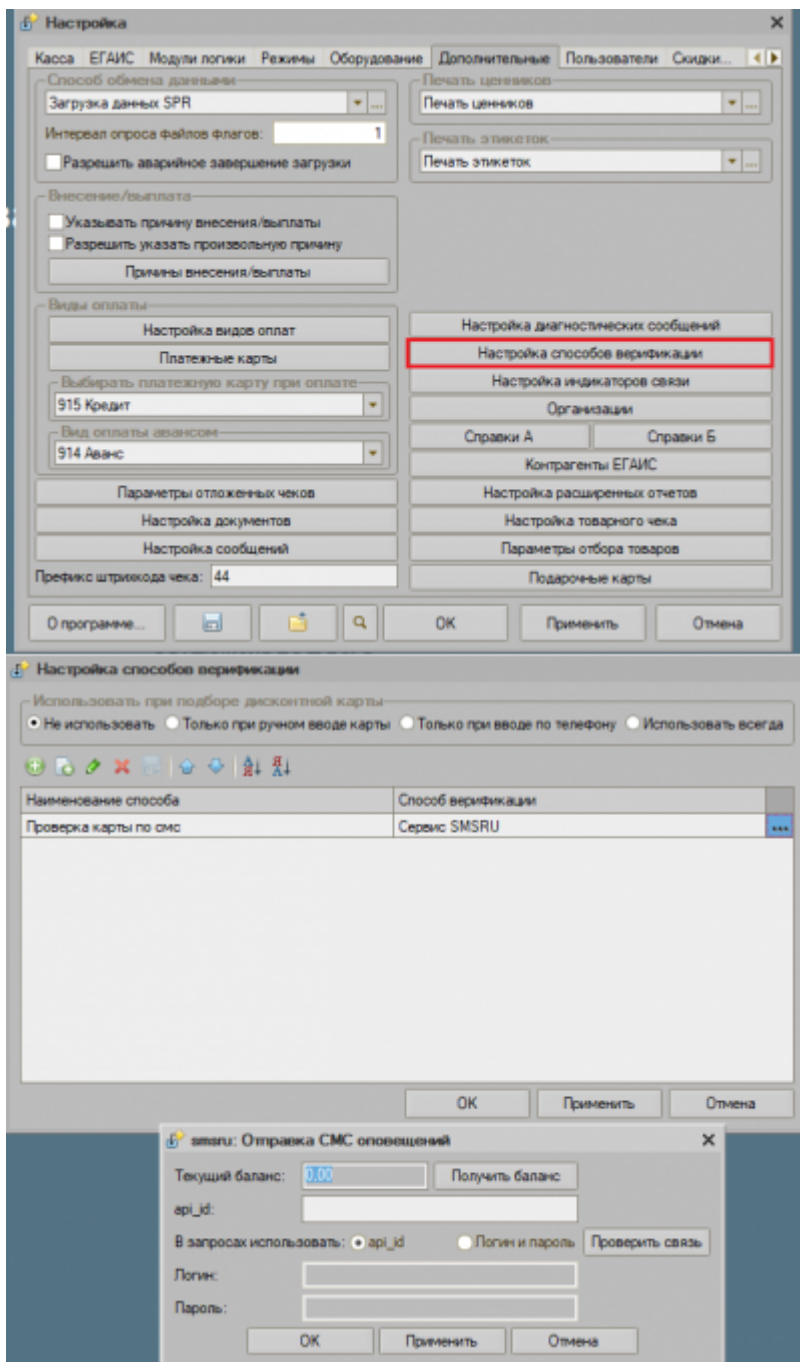 Настройка
Касса ЕГАИС Модули логики Режимы Оборудование Дополнительные Пользователи Скидки...
Способ обмена данными
Загрузка данных SPR
...
Интервал опроса файлов флагов: 1
Разрешить аварийное завершение загрузки
Печать ценников
Печать ценников
...
Печать этикеток
Печать этикеток
...
Внесение/выплата
Указывать причину внесения/выплаты
Разрешить указать произвольную причину
Причины внесения/выплаты
Виды оплаты
Настройка видов оплат
Платежные карты
Выбирать платежную карту при оплате
915 Кредит
Вид оплаты авансом
914 Аванс
Параметры отложенных чеков
Настройка документов
Настройка сообщений
Префикс штрихкода чека: 44
Настройка диагностических сообщений
Настройка способов верификации
Настройка индикаторов связи
Организации
Справки А Справки Б
Контрагенты ЕГАИС
Настройка расширенных отчетов
Настройка товарного чека
Параметры отбора товаров
Подарочные карты
О программе... OK Применить Отмена
Настройка способов верификации
Использовать при подборе дисконтной карты
Не использовать Только при ручном вводе карты Только при вводе по телефону Использовать всегда
Наименование способа Способ верификации
Проверка карты по смс Сервис SMSRU ...
OK Применить Отмена
smsru: Отправка СМС оповещений
Текущий баланс: 0,00 Получить баланс
api_id:
В запросах использовать: api_id Логин и пароль Проверить связь
Логин:
Пароль:
OK Применить Отмена